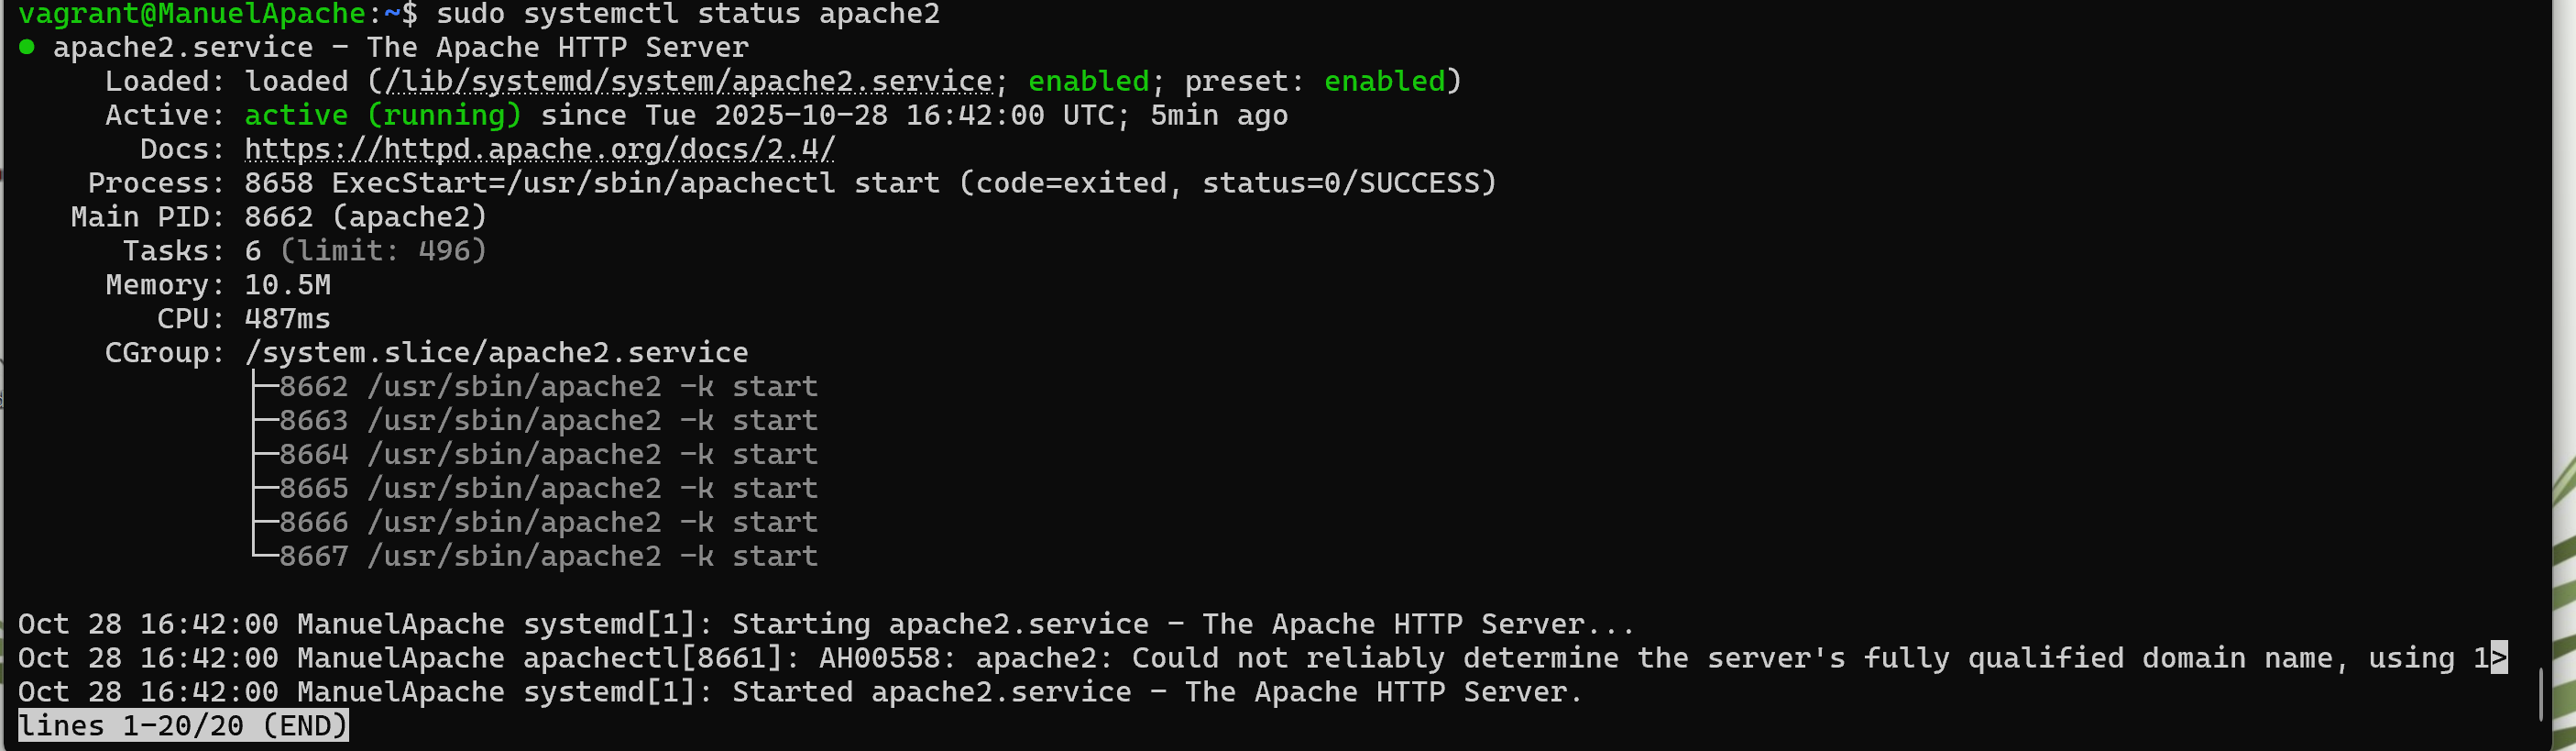 vagrant@ManuelApache:~$ sudo systemctl status apache2
● apache2.service - The Apache HTTP Server
Loaded: loaded (/lib/systemd/system/apache2.service; enabled; preset: enabled)
Active: active (running) since Tue 2025-10-28 16:42:00 UTC; 5min ago
Docs: https://httpd.apache.org/docs/2.4/
Process: 8658 ExecStart=/usr/sbin/apachectl start (code=exited, status=0/SUCCESS)
Main PID: 8662 (apache2)
Tasks: 6 (limit: 496)
Memory: 10.5M
CPU: 487ms
CGroup: /system.slice/apache2.service
├─8662 /usr/sbin/apache2 -k start
├─8663 /usr/sbin/apache2 -k start
├─8664 /usr/sbin/apache2 -k start
├─8665 /usr/sbin/apache2 -k start
├─8666 /usr/sbin/apache2 -k start
└─8667 /usr/sbin/apache2 -k start
Oct 28 16:42:00 ManuelApache systemd[1]: Starting apache2.service - The Apache HTTP Server...
Oct 28 16:42:00 ManuelApache apachectl[8661]: AH00558: apache2: Could not reliably determine the server's fully qualified domain name, using 1>
Oct 28 16:42:00 ManuelApache systemd[1]: Started apache2.service - The Apache HTTP Server.
lines 1-20/20 (END)